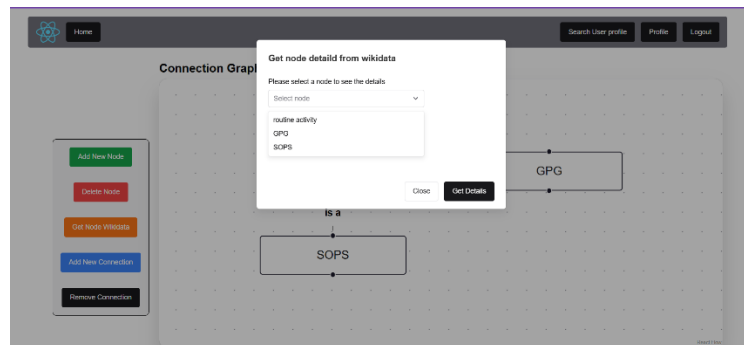 Home
Search User profile
Profile
Logout
Connection Grap
Get node detaild from wikidata
Please select a node to see the details
Select node
routine activity
GPG
SOPS
Close
Get Details
Add New Node
Delete Node
Get Node Wikidata
Add New Connection
Remove Connection
GPG
is a
SOPS